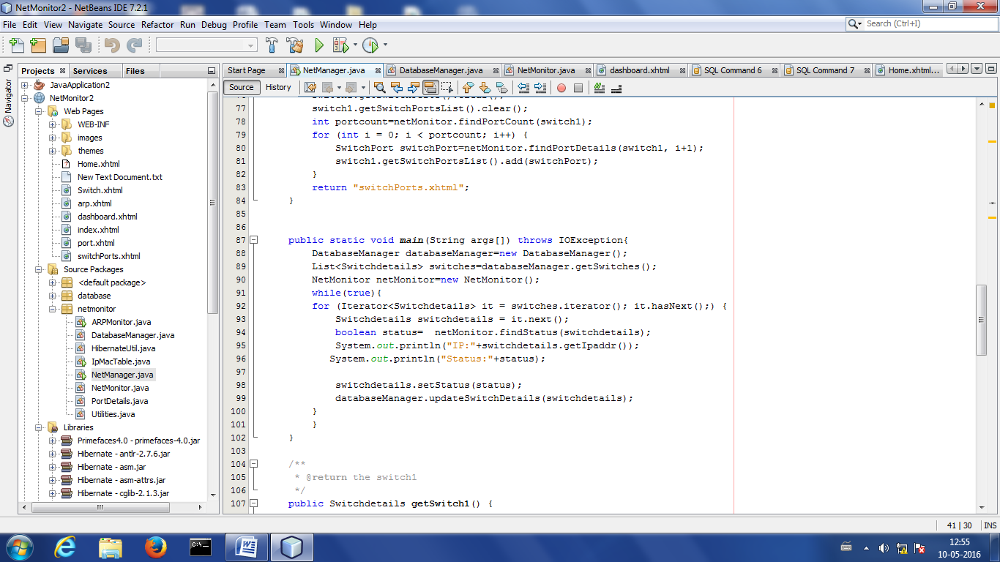 NetMonitor2 - NetBeans IDE 7.2.1
File Edit View Navigate Source Refactor Run Debug Profile Team Tools Window Help
Search (Ctrl+I)
Navigator
Projects Services Files
JavaApplication2
NetMonitor2
Web Pages
WEB-INF
images
themes
Home.xhtml
New Text Document.txt
Switch.xhtml
arp.xhtml
dashboard.xhtml
index.xhtml
port.xhtml
switchPorts.xhtml
Source Packages
<default package>
database
netmonitor
ARPMonitor.java
DatabaseManager.java
HibernateUtil.java
IpMacTable.java
NetManager.java
NetMonitor.java
PortDetails.java
Utilities.java
Libraries
Primefaces4.0 - primefaces-4.0.jar
Hibernate - antlr-2.7.6.jar
Hibernate - asm.jar
Hibernate - asm-attrs.jar
Hibernate - cglib-2.1.3.jar
Start Page NetManager.java DatabaseManager.java NetMonitor.java dashboard.xhtml SQL Command 6 SQL Command 7 Home.xhtml...
Source History
77 switch1.getSwitchPortsList().clear();
78 int portcount=netMonitor.findPortCount(switch1);
79 for (int i = 0; i < portcount; i++) {
80 SwitchPort switchPort=netMonitor.findPortDetails(switch1, i+1);
81 switch1.getSwitchPortsList().add(switchPort);
82 }
83 return "switchPorts.xhtml";
84 }
85
86
87 public static void main(String args[]) throws IOException{
88 DatabaseManager databaseManager=new DatabaseManager();
89 List<Switchdetails> switches=databaseManager.getSwitches();
90 NetMonitor netMonitor=new NetMonitor();
91 while(true){
92 for (Iterator<Switchdetails> it = switches.iterator(); it.hasNext();) {
93 Switchdetails switchdetails = it.next();
94 boolean status= netMonitor.findStatus(switchdetails);
95 System.out.println("IP:"+switchdetails.getIpaddr());
96 System.out.println("Status:"+status);
97
98 switchdetails.setStatus(status);
99 databaseManager.updateSwitchDetails(switchdetails);
100 }
101 }
102 }
103
104 /**
105 * @return the switch1
106 */
107 public Switchdetails getSwitch1() {
41 | 30 INS
12:55
10-05-2016